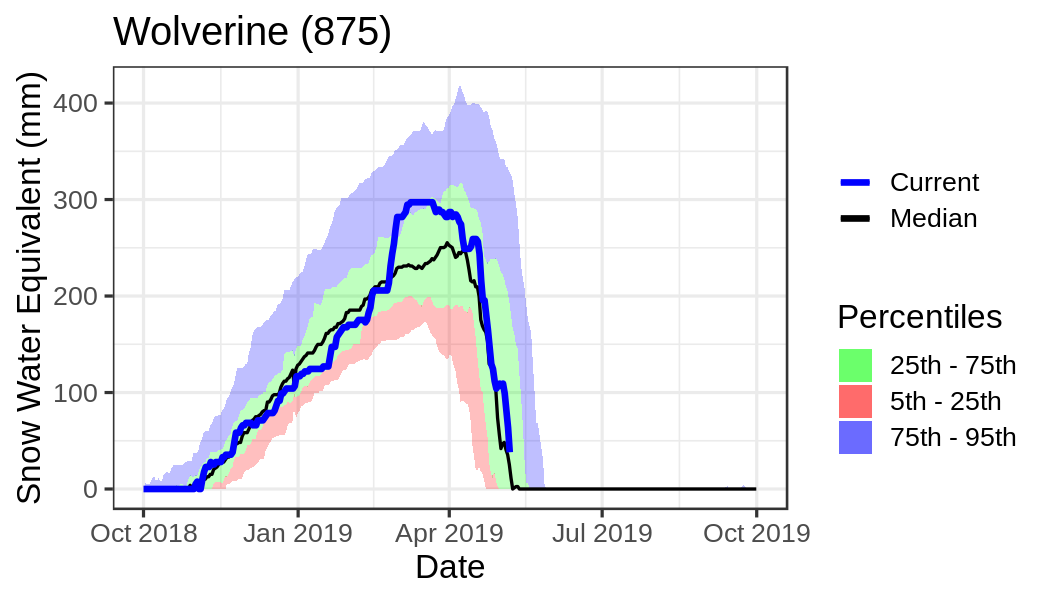 Wolverine (875)
Snow Water Equivalent (mm)
400
300
200
100
0
Oct 2018
Jan 2019
Apr 2019
Jul 2019
Oct 2019
Date
Current
Median
Percentiles
25th - 75th
5th - 25th
75th - 95th